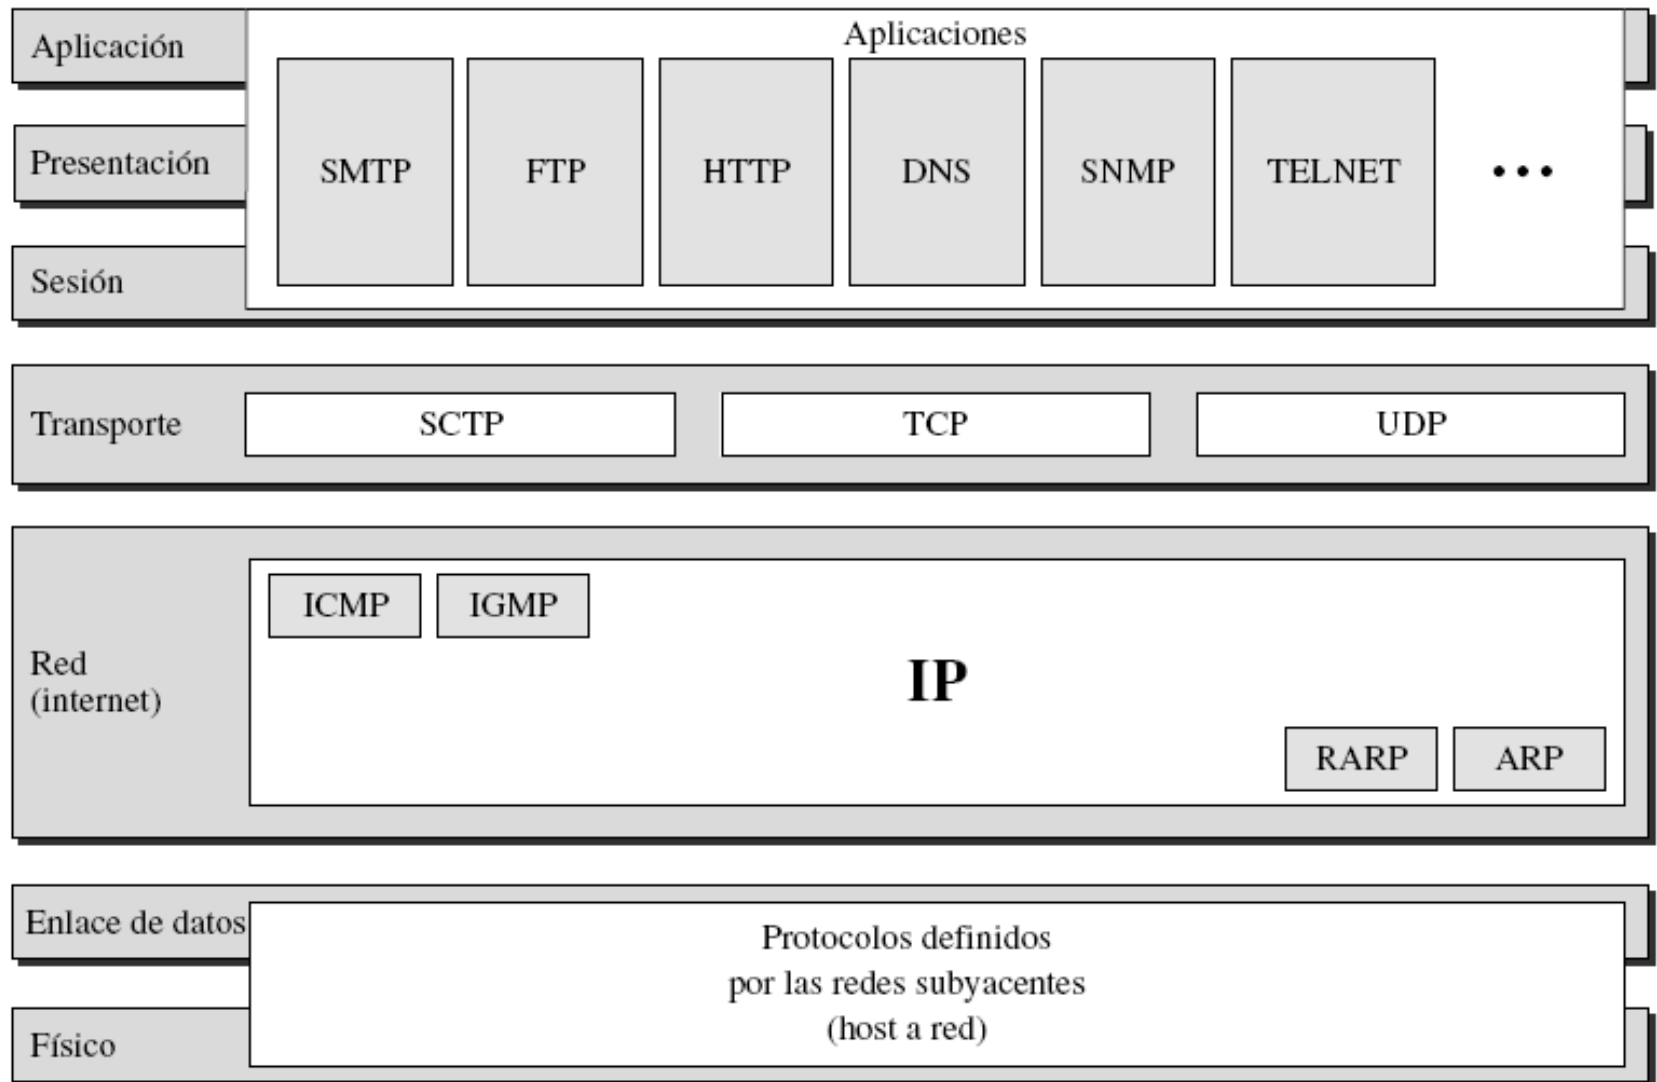 Aplicación
Aplicaciones
Presentación
SMTP
FTP
HTTP
DNS
SNMP
TELNET
...
Sesión
Transporte
SCTP
TCP
UDP
Red
(internet)
ICMP
IGMP
IP
RARP
ARP
Enlace de datos
Protocolos definidos
por las redes subyacentes
(host a red)
Físico